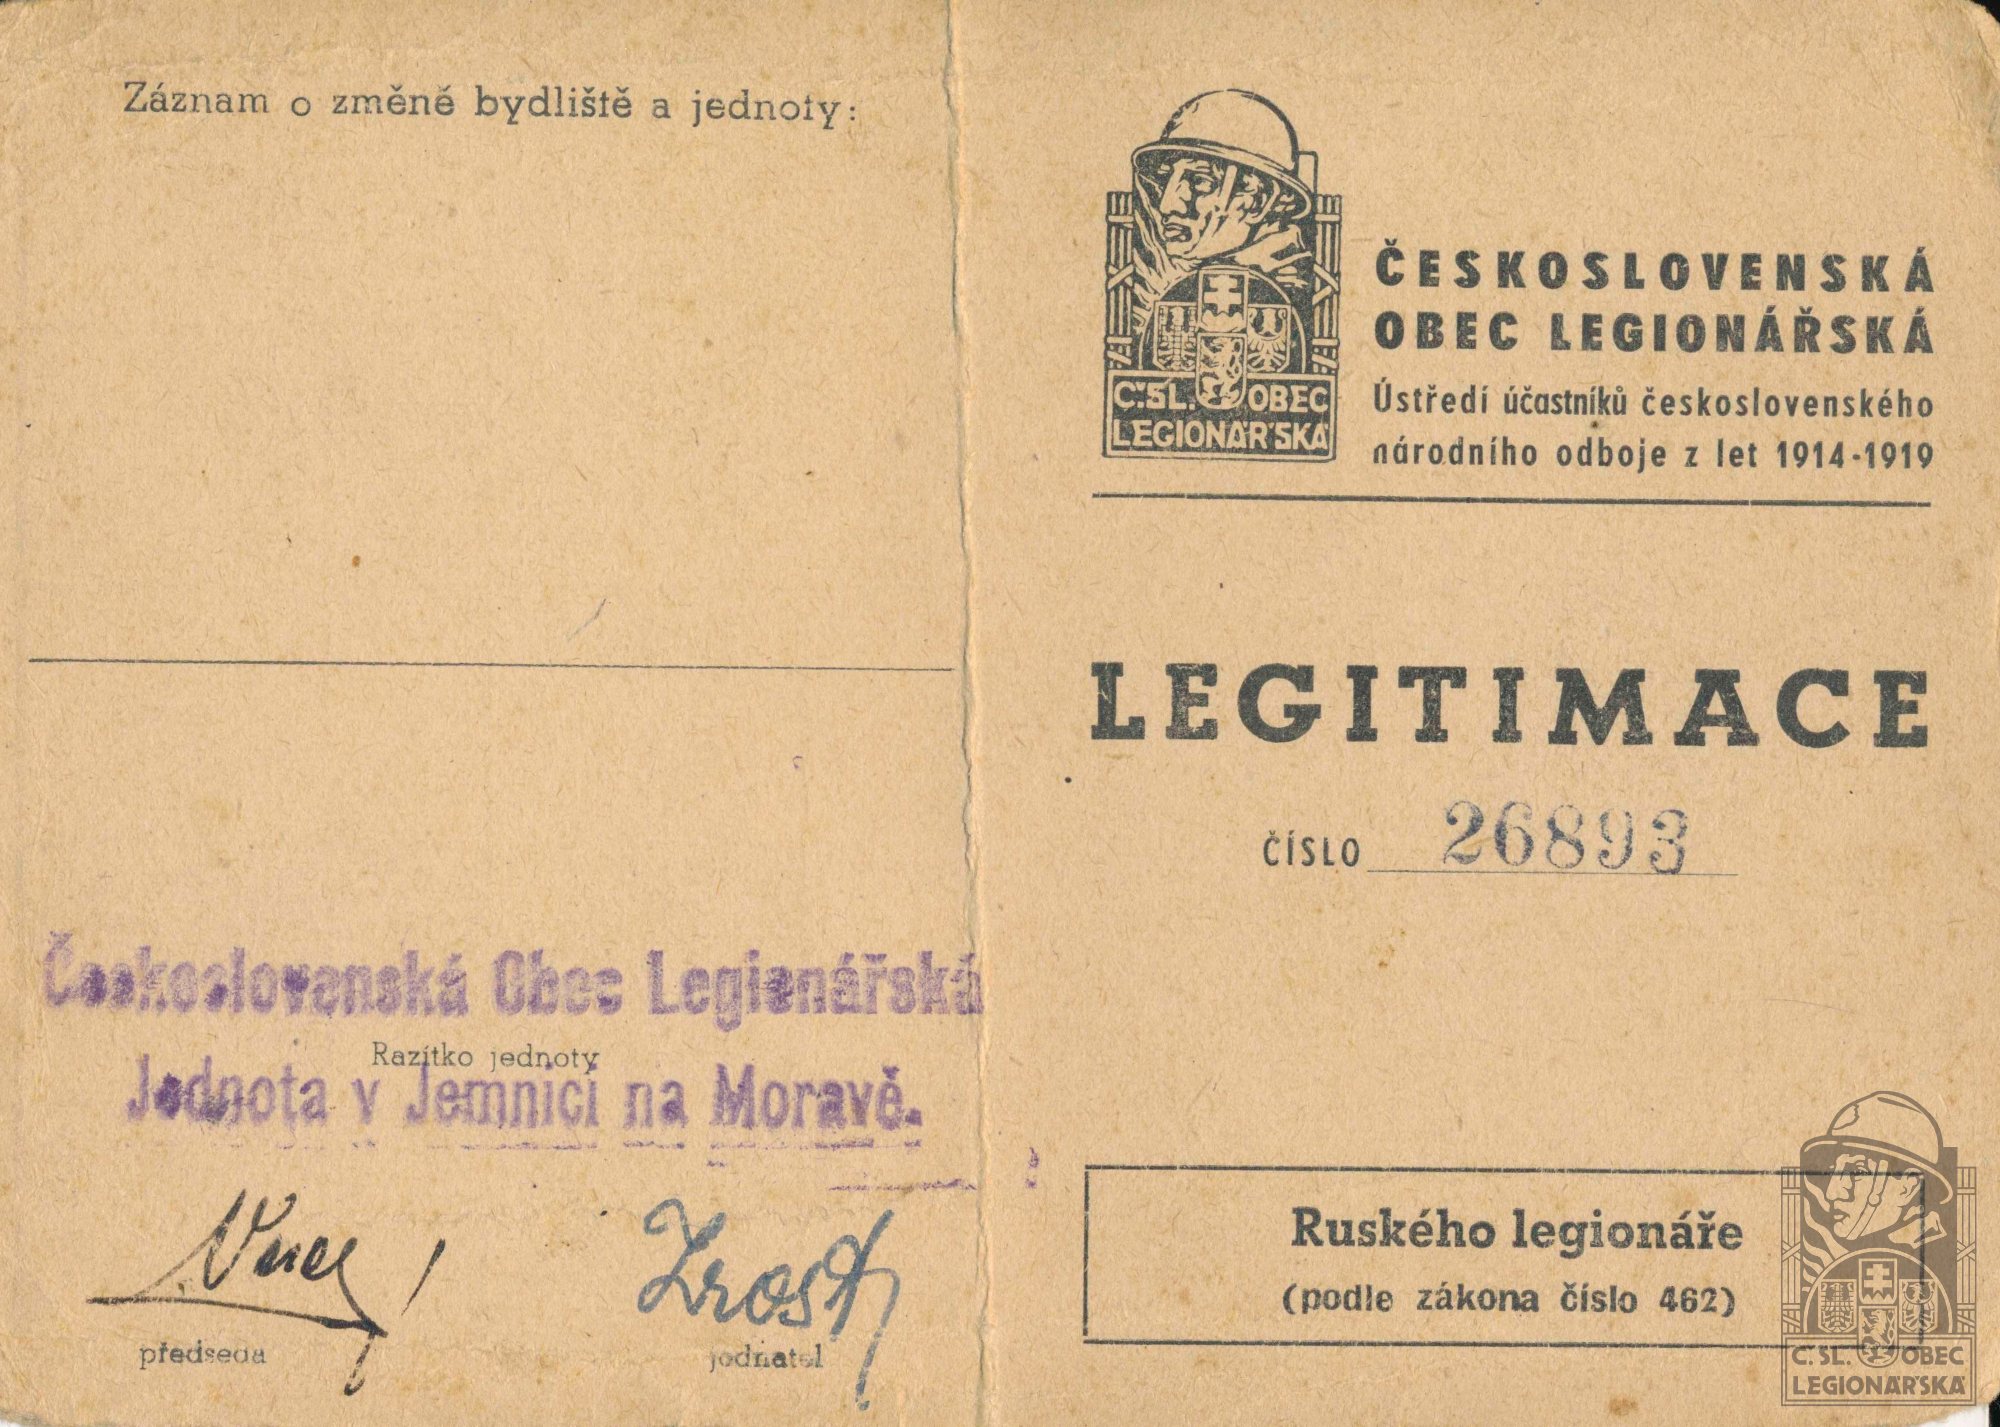 Záznam o změně bydliště a jednoty:
Československá Obec Legionářská
Razítko jednoty
Jednota v Jemnici na Moravě.
předseda
jednatel
Č.SL. OBEC
LEGIONÁŘSKÁ
ČESKOSLOVENSKÁ
OBEC LEGIONÁŘSKÁ
Ústředí účastníků československého
národního odboje z let 1914-1919
LEGITIMACE
ČÍSLO 26893
Ruského legionáře
(podle zákona číslo 462)
Č.SL. OBEC
LEGIONÁŘSKÁ